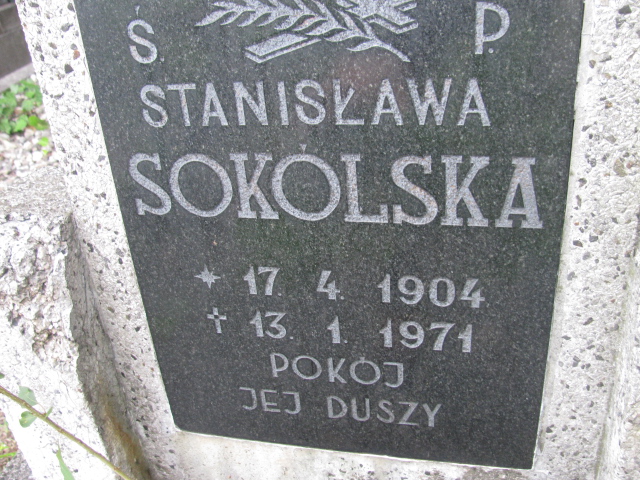 Ś. P.
STANISŁAWA
SOKÓLSKA
* 17. 4. 1904
✝ 13. 1. 1971
POKÓJ
JEJ DUSZY